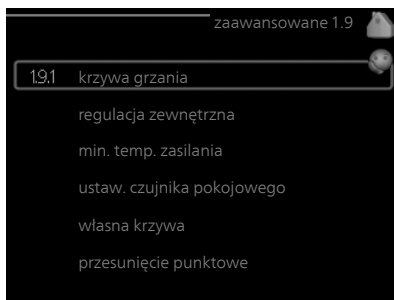 zaawansowane 1.9
1.9.1 krzywa grzania
regulacja zewnętrzna
min. temp. zasilania
ustaw. czujnika pokojowego
własna krzywa
przesunięcie punktowe